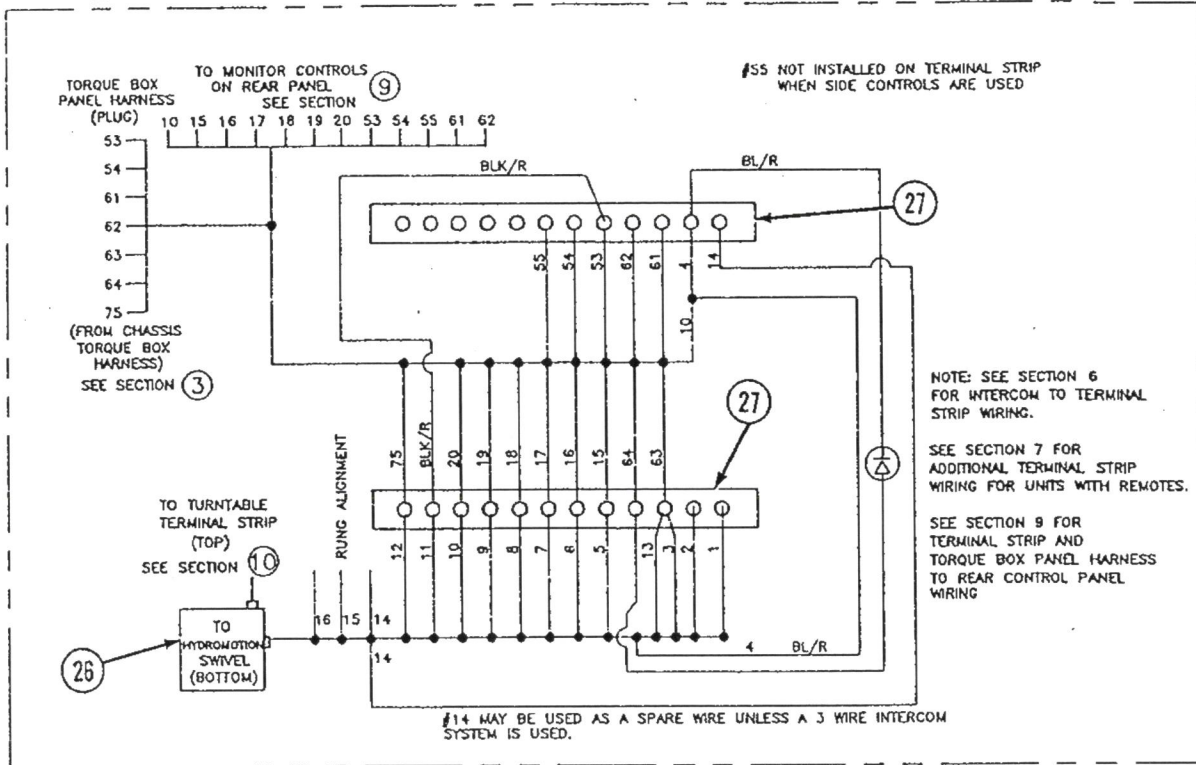 TORQUE BOX
PANEL HARNESS
(PLUG)
TO MONITOR CONTROLS
ON REAR PANEL
SEE SECTION
9
10 15 16 17 18 19 20 53 54 55 61 62
#55 NOT INSTALLED ON TERMINAL STRIP
WHEN SIDE CONTROLS ARE USED
53
54
61
62
63
64
75
(FROM CHASSIS
TORQUE BOX
HARNESS)
SEE SECTION 3
BLK/R
BL/R
27
55 54 53 62 61 4 14
10
27
75 BLK/R 20 19 18 17 16 15 64 63
NOTE: SEE SECTION 6
FOR INTERCOM TO TERMINAL
STRIP WIRING.
SEE SECTION 7 FOR
ADDITIONAL TERMINAL STRIP
WIRING FOR UNITS WITH REMOTES.
SEE SECTION 9 FOR
TERMINAL STRIP AND
TORQUE BOX PANEL HARNESS
TO REAR CONTROL PANEL
WIRING
RUNG ALIGNMENT
TO TURNTABLE
TERMINAL STRIP
(TOP)
SEE SECTION 10
12 11 10 9 8 7 6 5 13 3 2 1
16 15 14
14
4 BL/R
TO
HYDROMOTION
SWIVEL
(BOTTOM)
26
#14 MAY BE USED AS A SPARE WIRE UNLESS A 3 WIRE INTERCOM
SYSTEM IS USED.